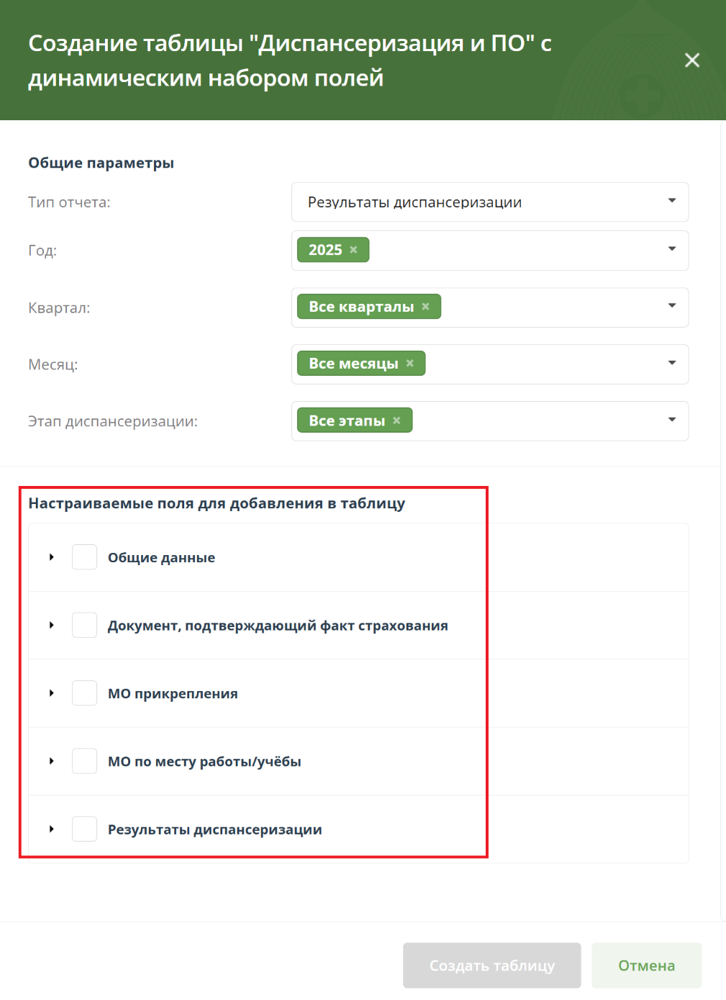 Создание таблицы "Диспансеризация и ПО" с
динамическим набором полей
Общие параметры
Тип отчета:
Результаты диспансеризации
Год:
2025
Квартал:
Все кварталы
Месяц:
Все месяцы
Этап диспансеризации:
Все этапы
Настраиваемые поля для добавления в таблицу
Общие данные
Документ, подтверждающий факт страхования
МО прикрепления
МО по месту работы/учёбы
Результаты диспансеризации
Создать таблицу
Отмена